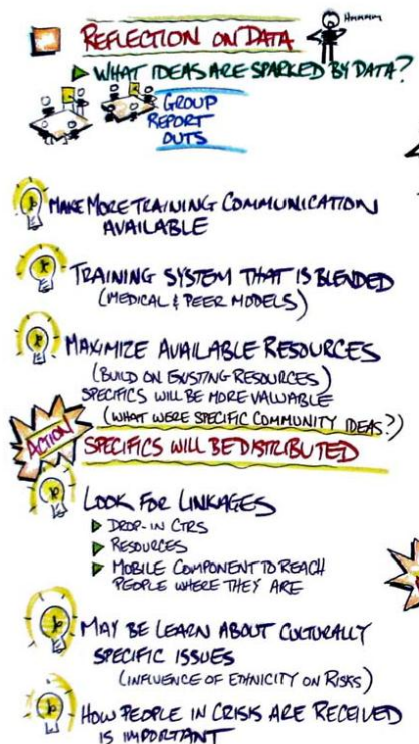 Hmmmm
REFLECTION ON DATA
WHAT IDEAS ARE SPARKED BY DATA?
GROUP
REPORT
OUTS
MAKE MORE TRAINING COMMUNICATION
AVAILABLE
TRAINING SYSTEM THAT IS BLENDED
(MEDICAL & PEER MODELS)
MAXIMIZE AVAILABLE RESOURCES
(BUILD ON EXISTING RESOURCES)
SPECIFICS WILL BE MORE VALUABLE
(WHAT WERE SPECIFIC COMMUNITY IDEAS?)
ACTION
SPECIFICS WILL BE DISTRIBUTED
LOOK FOR LINKAGES
DROP-IN CTRS
RESOURCES
MOBILE COMPONENT TO REACH
PEOPLE WHERE THEY ARE
MAY BE LEARN ABOUT CULTURALLY
SPECIFIC ISSUES
(INFLUENCE OF ETHNICITY ON RISKS)
HOW PEOPLE IN CRISIS ARE RECEIVED
IS IMPORTANT